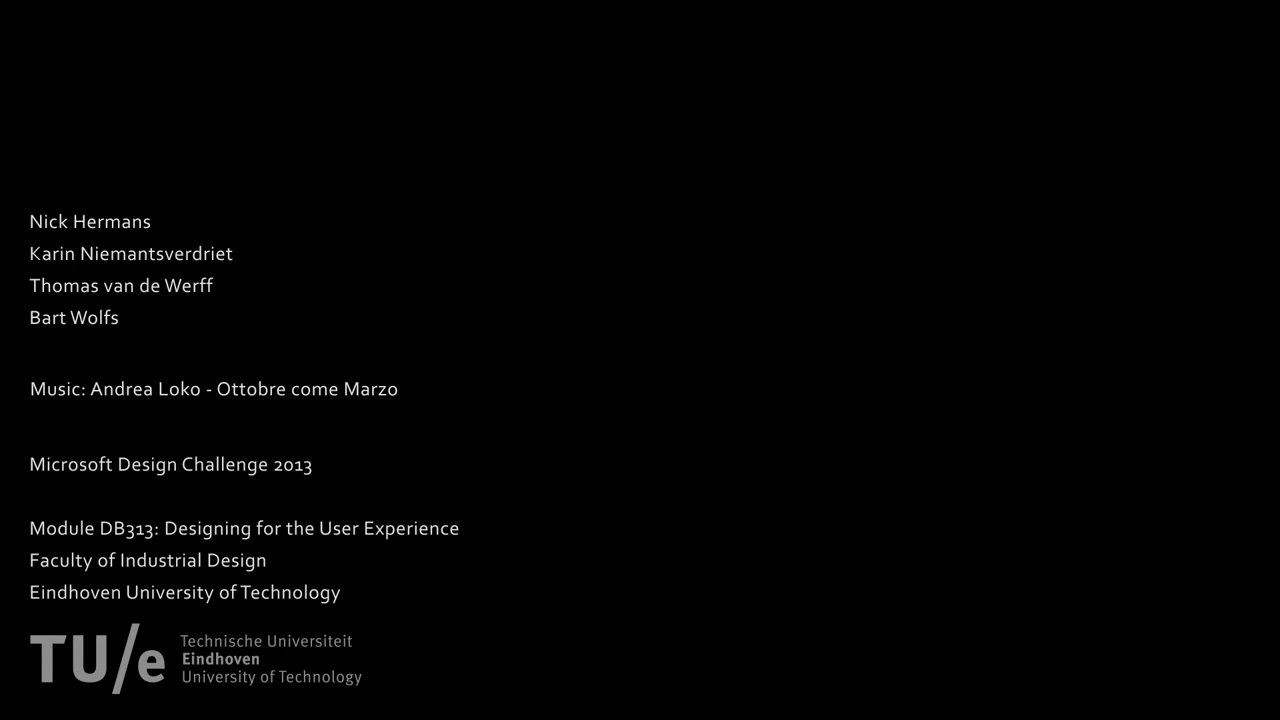 Nick Hermans
Karin Niemantsverdriet
Thomas van de Werff
Bart Wolfs
Music: Andrea Loko - Ottobre come Marzo
Microsoft Design Challenge 2013
Module DB313: Designing for the User Experience
Faculty of Industrial Design
Eindhoven University of Technology
TU/e
Technische Universiteit
Eindhoven
University of Technology